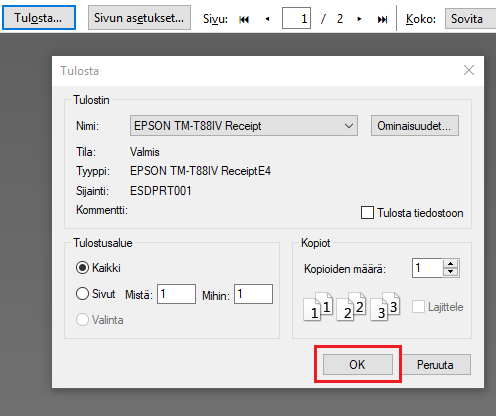 Tulosta... Sivun asetukset... Sivu: 1 / 2 Koko: Sovita
Tulosta
Tulostin
Nimi: EPSON TM-T88IV Receipt Ominaisuudet...
Tila: Valmis
Tyyppi: EPSON TM-T88IV ReceiptE4
Sijainti: ESDPRT001
Kommentti: Tulosta tiedostoon
Tulostusalue
Kaikki
Sivut Mistä: 1 Mihin: 1
Valinta
Kopiot
Kopioiden määrä: 1
1 1 2 2 3 3 Lajittele
OK Peruuta